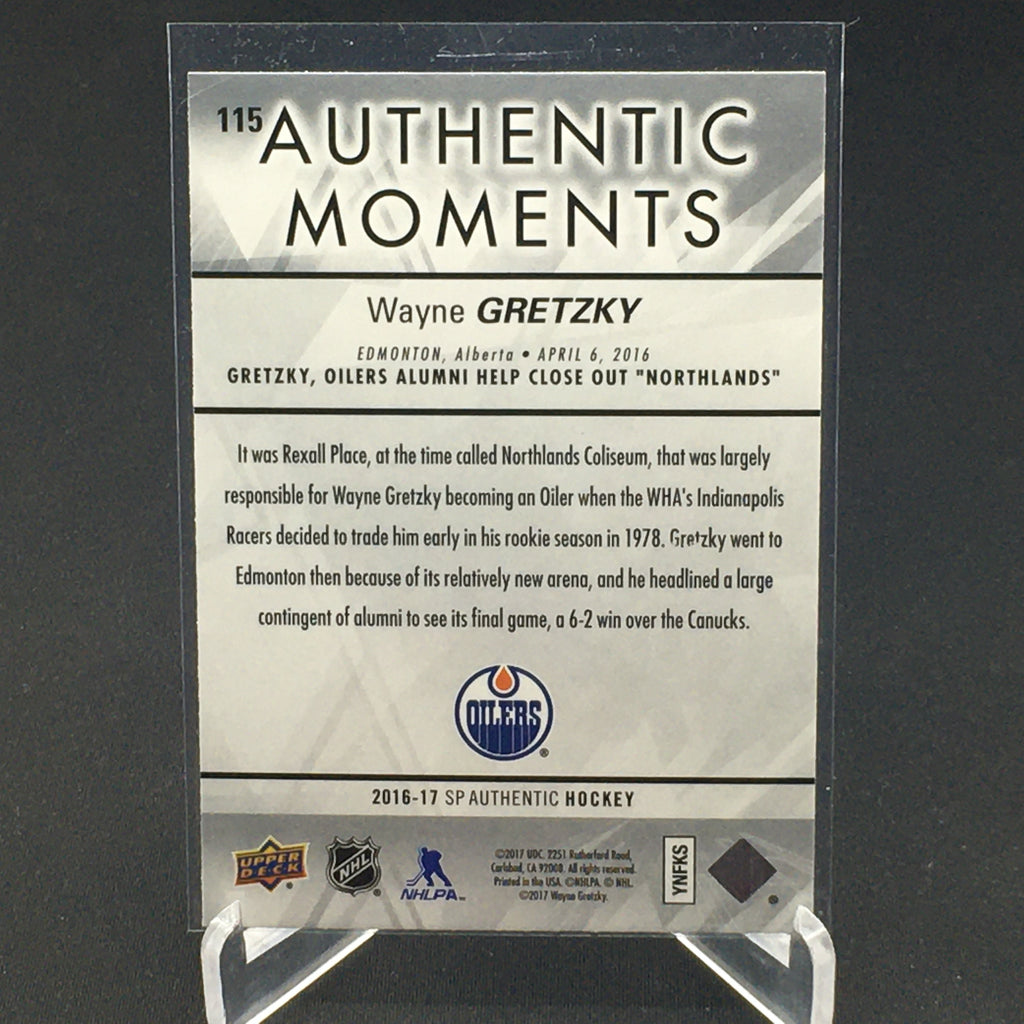 115 AUTHENTIC
MOMENTS
Wayne GRETZKY
EDMONTON, Alberta • APRIL 6, 2016
GRETZKY, OILERS ALUMNI HELP CLOSE OUT "NORTHLANDS"
It was Rexall Place, at the time called Northlands Coliseum, that was largely
responsible for Wayne Gretzky becoming an Oiler when the WHA's Indianapolis
Racers decided to trade him early in his rookie season in 1978. Gretzky went to
Edmonton then because of its relatively new arena, and he headlined a large
contingent of alumni to see its final game, a 6-2 win over the Canucks.
OILERS ®
2016-17 SP AUTHENTIC HOCKEY
UPPER
DECK ®
NHL ®
NHLPA™
©2017 UDC. 2251 Rutherford Road,
Carlsbad, CA 92008. All rights reserved.
Printed in the USA. ©NHLPA. © NHL.
©2017 Wayne Gretzky.
YNFKS
®